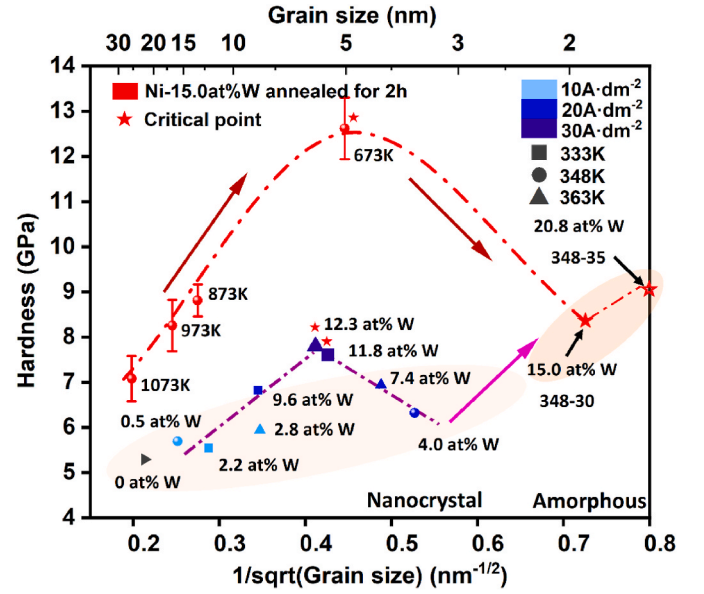 Grain size (nm)
30 20 15 10 5 3 2
14
13
12
11
10
9
8
7
6
5
4
Hardness (GPa)
Ni-15.0at%W annealed for 2h
Critical point
10A·dm-2
20A·dm-2
30A·dm-2
333K
348K
363K
673K
873K
973K
1073K
20.8 at% W
348-35
15.0 at% W
348-30
12.3 at% W
11.8 at% W
7.4 at% W
9.6 at% W
0.5 at% W
2.8 at% W
4.0 at% W
2.2 at% W
0 at% W
Nanocrystal
Amorphous
0.2 0.3 0.4 0.5 0.6 0.7 0.8
1/sqrt(Grain size) (nm-1/2)